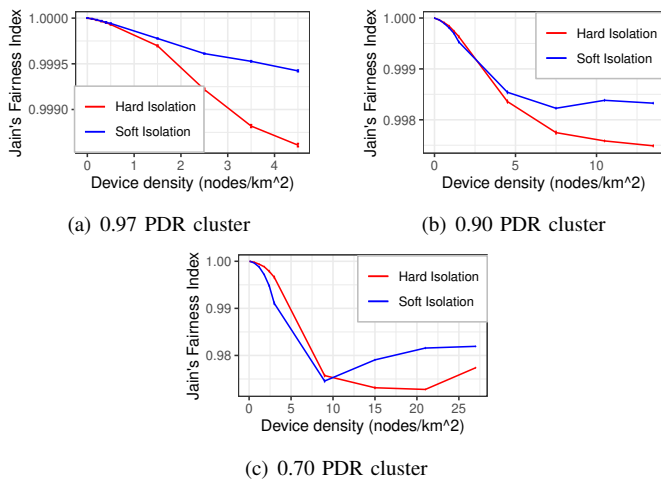 Jain's Fairness Index
1.0000
0.9995
0.9990
Hard Isolation
Soft Isolation
0 1 2 3 4
Device density (nodes/km^2)
(a) 0.97 PDR cluster
Jain's Fairness Index
1.000
0.999
0.998
Hard Isolation
Soft Isolation
0 5 10
Device density (nodes/km^2)
(b) 0.90 PDR cluster
Jain's Fairness Index
1.00
0.99
0.98
Hard Isolation
Soft Isolation
0 5 10 15 20 25
Device density (nodes/km^2)
(c) 0.70 PDR cluster